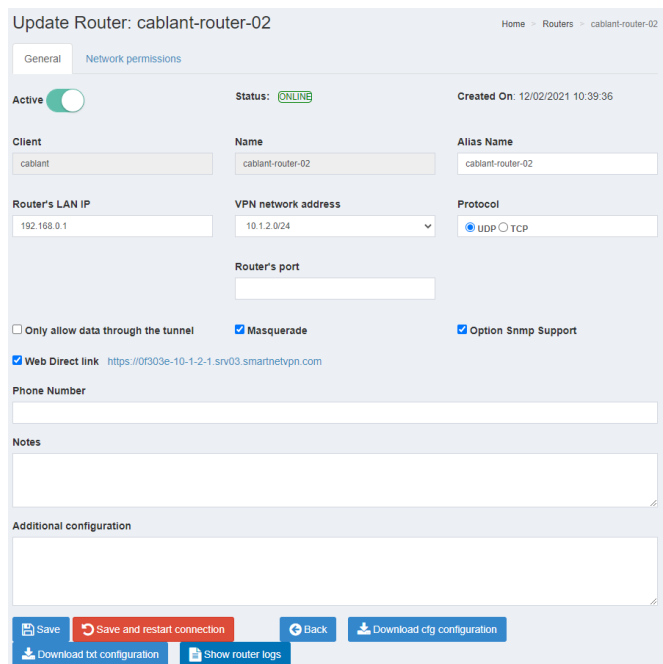 Update Router: cablant-router-02
Home > Routers > cablant-router-02
General Network permissions
Active Status: ONLINE Created On: 12/02/2021 10:39:36
Client Name Alias Name
cablant cablant-router-02 cablant-router-02
Router's LAN IP VPN network address Protocol
192.168.0.1 10.1.2.0/24 UDP TCP
Router's port
Only allow data through the tunnel Masquerade Option Snmp Support
Web Direct link https://0f303e-10-1-2-1.srv03.smartnetvpn.com
Phone Number
Notes
Additional configuration
Save Save and restart connection Back Download cfg configuration
Download txt configuration Show router logs